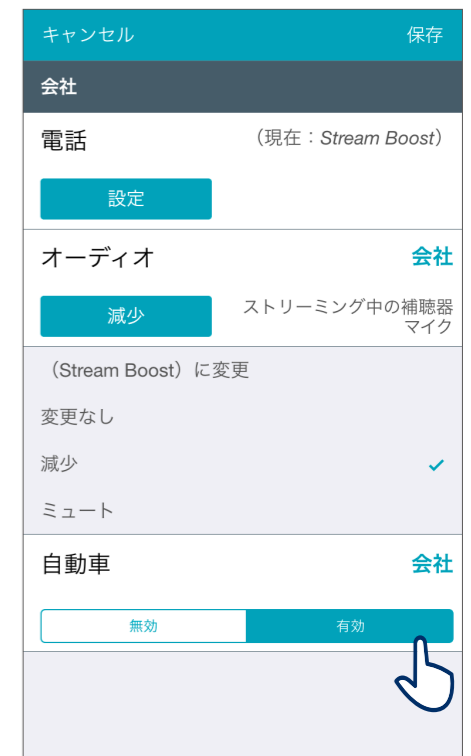 キャンセル 保存
会社
電話 （現在：Stream Boost）
設定
オーディオ 会社
減少 ストリーミング中の補聴器
マイク
（Stream Boost）に変更
変更なし
減少
ミュート
自動車 会社
無効 有効